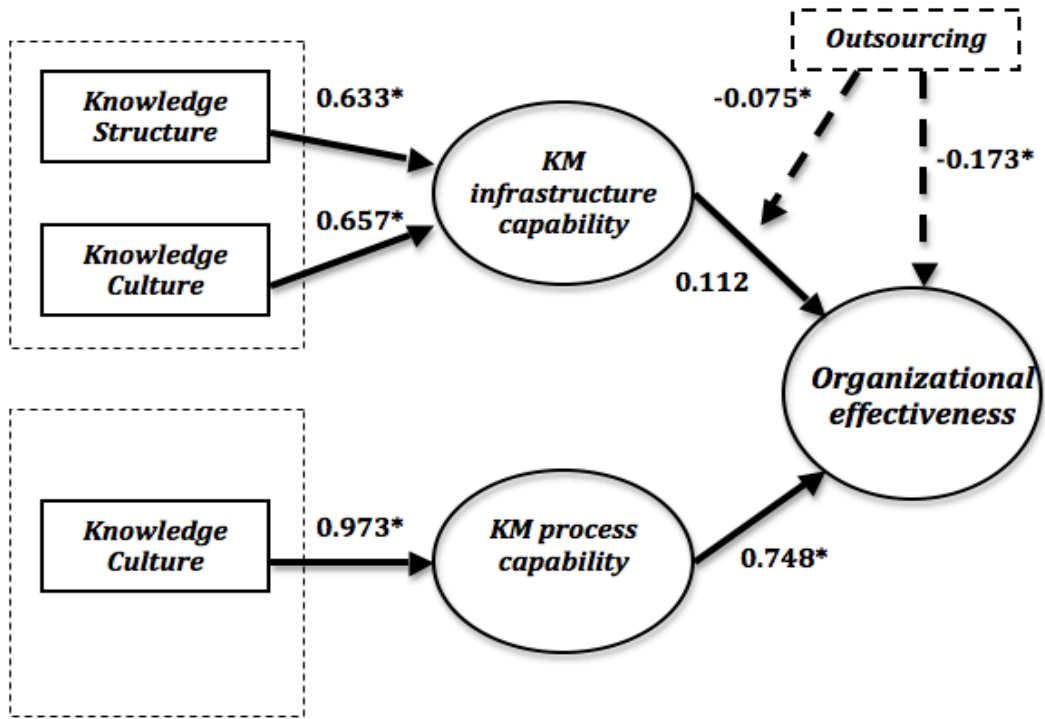 Outsourcing
Knowledge
Structure
0.633*
-0.075*
KM
infrastructure
capability
-0.173*
Knowledge
Culture
0.657*
0.112
Organizational
effectiveness
Knowledge
Culture
0.973*
KM process
capability
0.748*